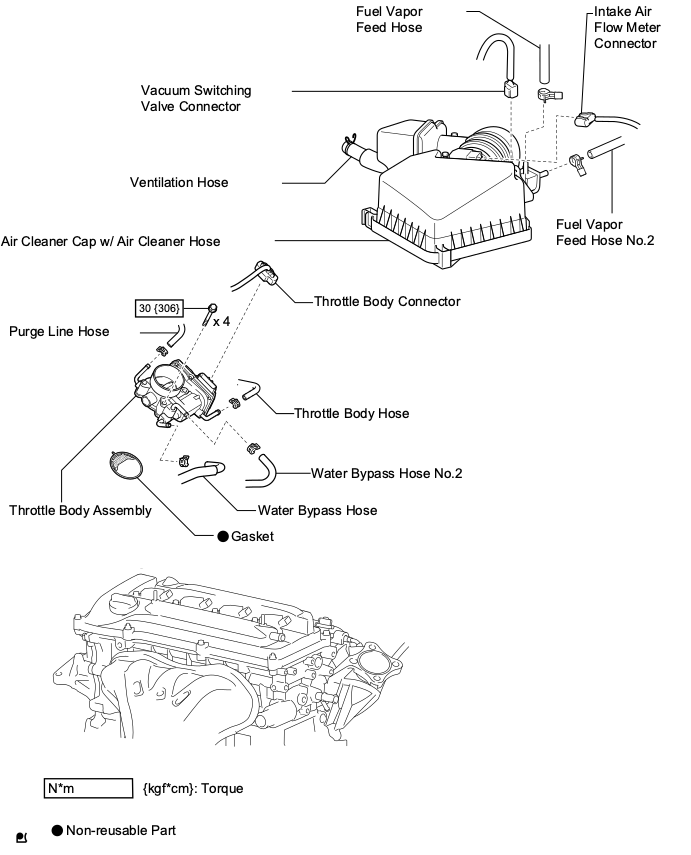 Fuel Vapor
Feed Hose
Intake Air
Flow Meter
Connector
Vacuum Switching
Valve Connector
Ventilation Hose
Fuel Vapor
Feed Hose No.2
Air Cleaner Cap w/ Air Cleaner Hose
Throttle Body Connector
30 {306}
x 4
Purge Line Hose
Throttle Body Hose
Water Bypass Hose No.2
Throttle Body Assembly
Water Bypass Hose
Gasket
N*m
{kgf*cm}: Torque
Non-reusable Part